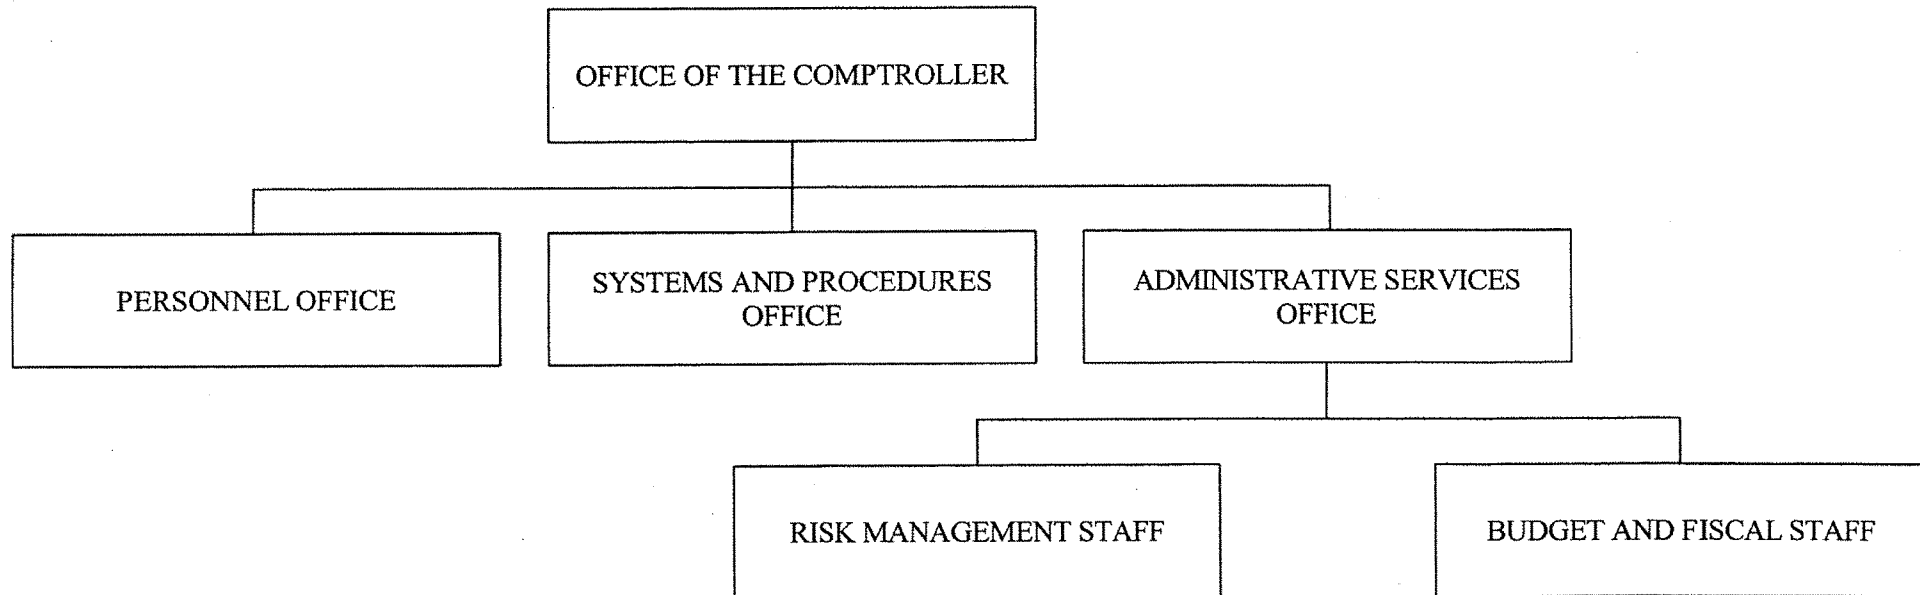 OFFICE OF THE COMPTROLLER
PERSONNEL OFFICE
SYSTEMS AND PROCEDURES
OFFICE
ADMINISTRATIVE SERVICES
OFFICE
RISK MANAGEMENT STAFF
BUDGET AND FISCAL STAFF